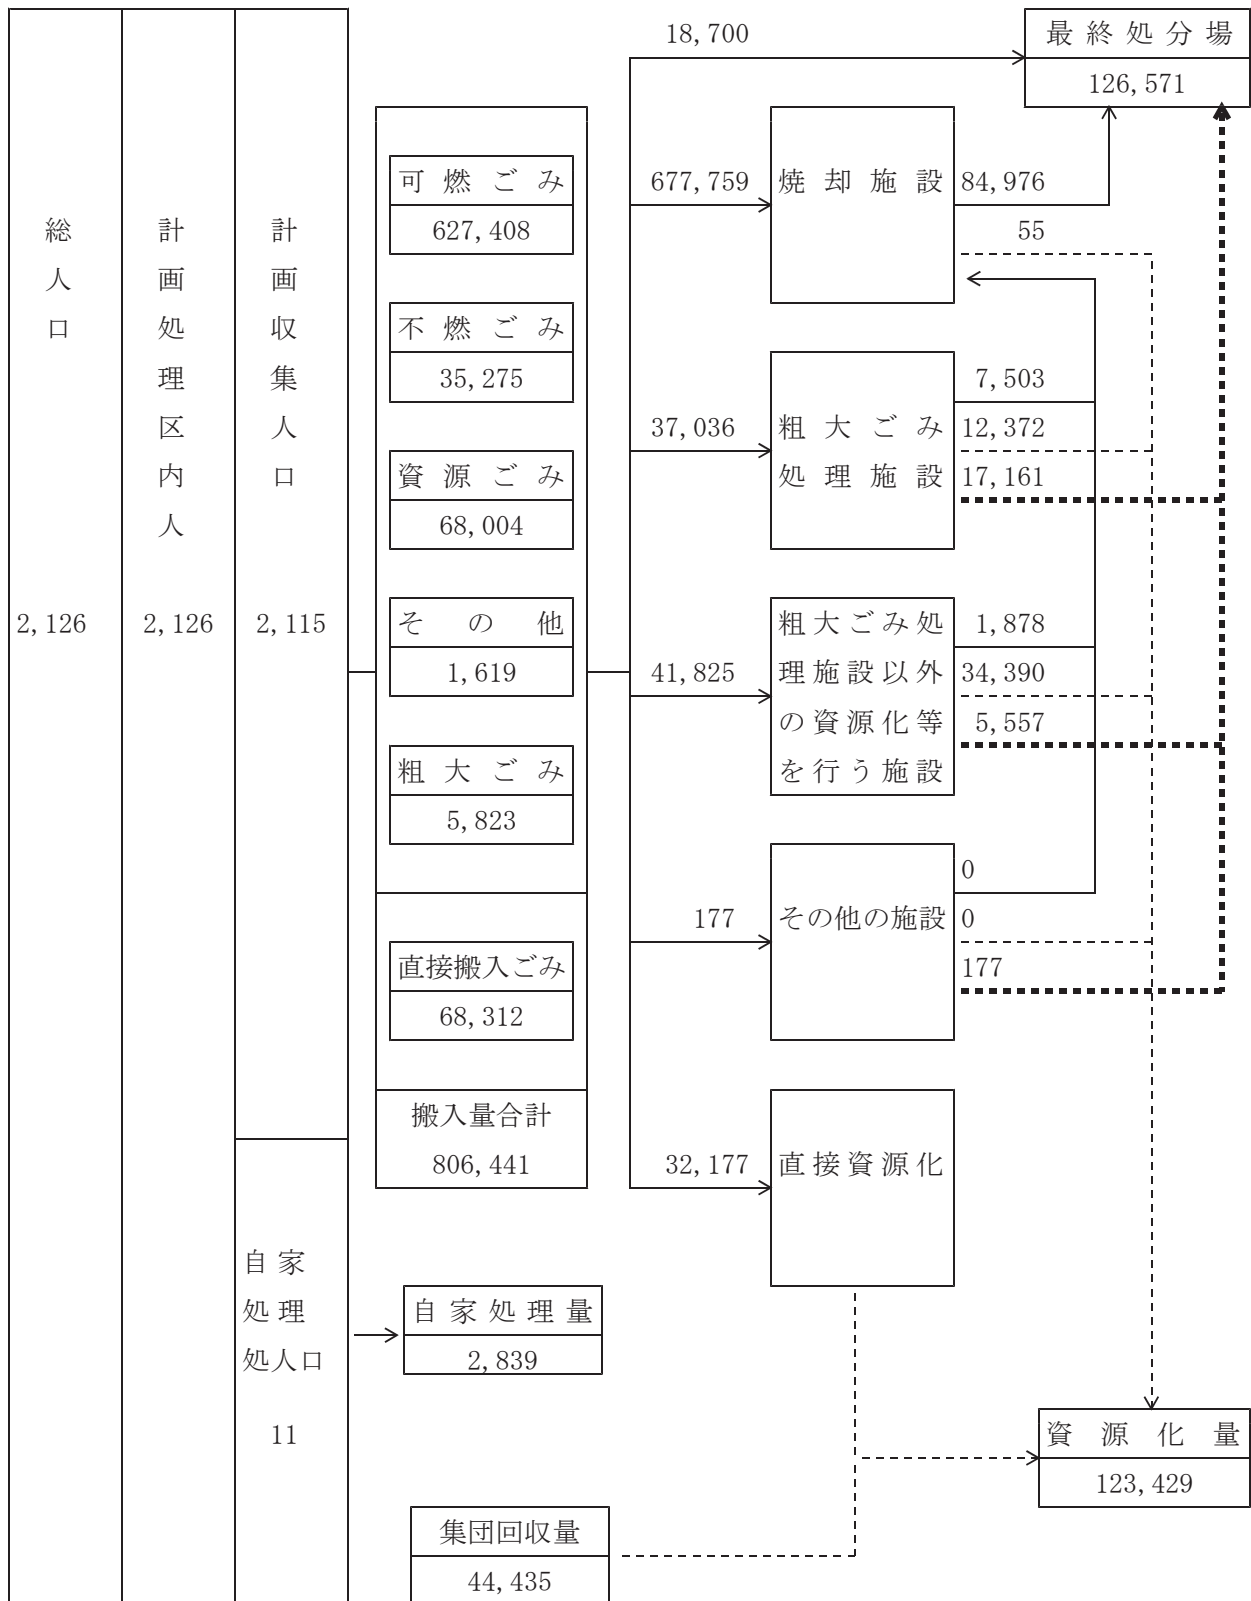 総人口
2,126
計画処理区内人
2,126
計画収集人口
2,115
自家
処理
処人口
11
可燃ごみ
627,408
不燃ごみ
35,275
資源ごみ
68,004
その他
1,619
粗大ごみ
5,823
直接搬入ごみ
68,312
搬入量合計
806,441
自家処理量
2,839
集団回収量
44,435
18,700
677,759
37,036
41,825
177
32,177
焼却施設
84,976
55
粗大ごみ
処理施設
7,503
12,372
17,161
粗大ごみ処
理施設以外
の資源化等
を行う施設
1,878
34,390
5,557
その他の施設
0
0
177
直接資源化
最終処分場
126,571
資源化量
123,429